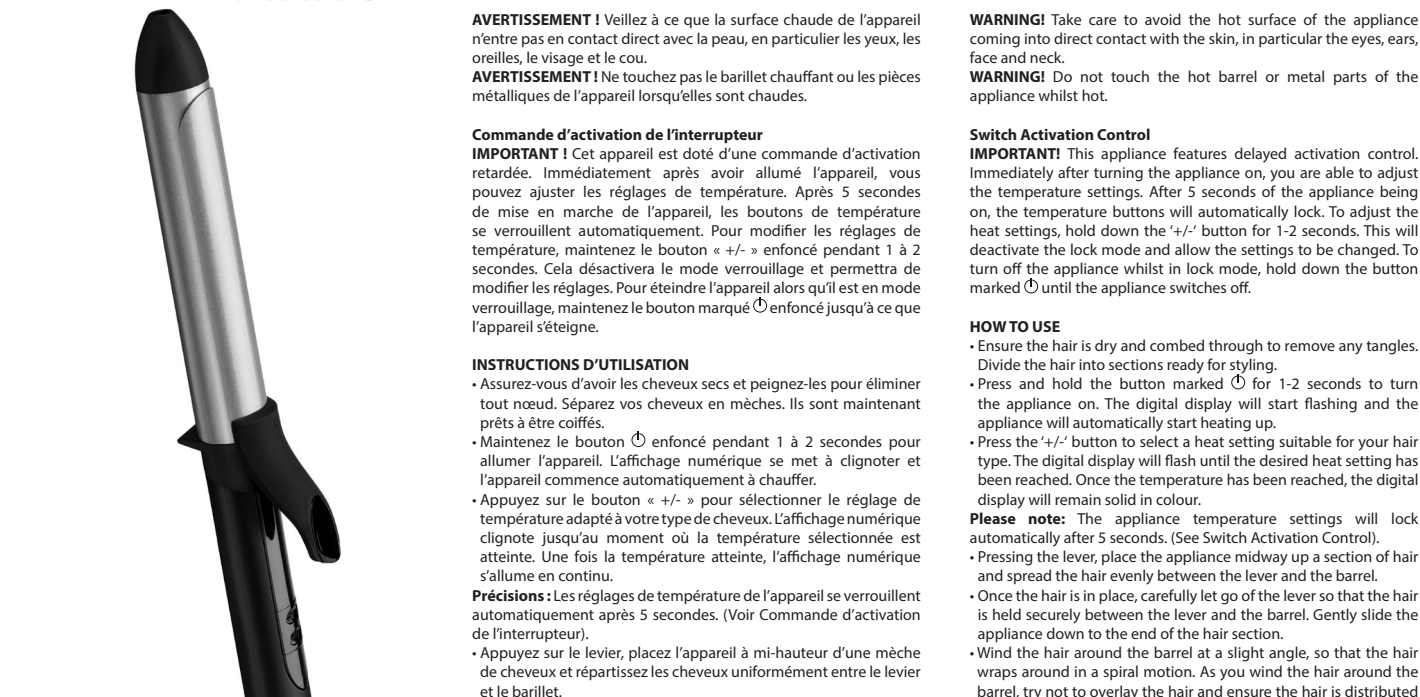 AVERTISSEMENT ! Veillez à ce que la surface chaude de l’appareil
n’entre pas en contact direct avec la peau, en particulier les yeux, les
oreilles, le visage et le cou.
AVERTISSEMENT ! Ne touchez pas le barillet chauffant ou les pièces
métalliques de l’appareil lorsqu’elles sont chaudes.
Commande d’activation de l’interrupteur
IMPORTANT ! Cet appareil est doté d’une commande d’activation
retardée. Immédiatement après avoir allumé l’appareil, vous
pouvez ajuster les réglages de température. Après 5 secondes
de mise en marche de l’appareil, les boutons de température
se verrouillent automatiquement. Pour modifier les réglages de
température, maintenez le bouton « +/- » enfoncé pendant 1 à 2
secondes. Cela désactivera le mode verrouillage et permettra de
modifier les réglages. Pour éteindre l’appareil alors qu’il est en mode
verrouillage, maintenez le bouton marqué enfoncé jusqu’à ce que
l’appareil s’éteigne.
INSTRUCTIONS D’UTILISATION
• Assurez-vous d’avoir les cheveux secs et peignez-les pour éliminer
tout nœud. Séparez vos cheveux en mèches. Ils sont maintenant
prêts à être coiffés.
• Maintenez le bouton enfoncé pendant 1 à 2 secondes pour
allumer l’appareil. L’affichage numérique se met à clignoter et
l’appareil commence automatiquement à chauffer.
• Appuyez sur le bouton « +/- » pour sélectionner le réglage de
température adapté à votre type de cheveux. L’affichage numérique
clignote jusqu’au moment où la température sélectionnée est
atteinte. Une fois la température atteinte, l’affichage numérique
s’allume en continu.
Précisions : Les réglages de température de l’appareil se verrouillent
automatiquement après 5 secondes. (Voir Commande d’activation
de l’interrupteur).
• Appuyez sur le levier, placez l’appareil à mi-hauteur d’une mèche
de cheveux et répartissez les cheveux uniformément entre le levier
et le barillet.
WARNING! Take care to avoid the hot surface of the appliance
coming into direct contact with the skin, in particular the eyes, ears,
face and neck.
WARNING! Do not touch the hot barrel or metal parts of the
appliance whilst hot.
Switch Activation Control
IMPORTANT! This appliance features delayed activation control.
Immediately after turning the appliance on, you are able to adjust
the temperature settings. After 5 seconds of the appliance being
on, the temperature buttons will automatically lock. To adjust the
heat settings, hold down the ‘+/-‘ button for 1-2 seconds. This will
deactivate the lock mode and allow the settings to be changed. To
turn off the appliance whilst in lock mode, hold down the button
marked until the appliance switches off.
HOW TO USE
• Ensure the hair is dry and combed through to remove any tangles.
Divide the hair into sections ready for styling.
• Press and hold the button marked for 1-2 seconds to turn
the appliance on. The digital display will start flashing and the
appliance will automatically start heating up.
• Press the ‘+/-‘ button to select a heat setting suitable for your hair
type. The digital display will flash until the desired heat setting has
been reached. Once the temperature has been reached, the digital
display will remain solid in colour.
Please note: The appliance temperature settings will lock
automatically after 5 seconds. (See Switch Activation Control).
• Pressing the lever, place the appliance midway up a section of hair
and spread the hair evenly between the lever and the barrel.
• Once the hair is in place, carefully let go of the lever so that the hair
is held securely between the lever and the barrel. Gently slide the
appliance down to the end of the hair section.
• Wind the hair around the barrel at a slight angle, so that the hair
wraps around in a spiral motion. As you wind the hair around the
barrel, try not to overlay the hair and ensure the hair is distributed